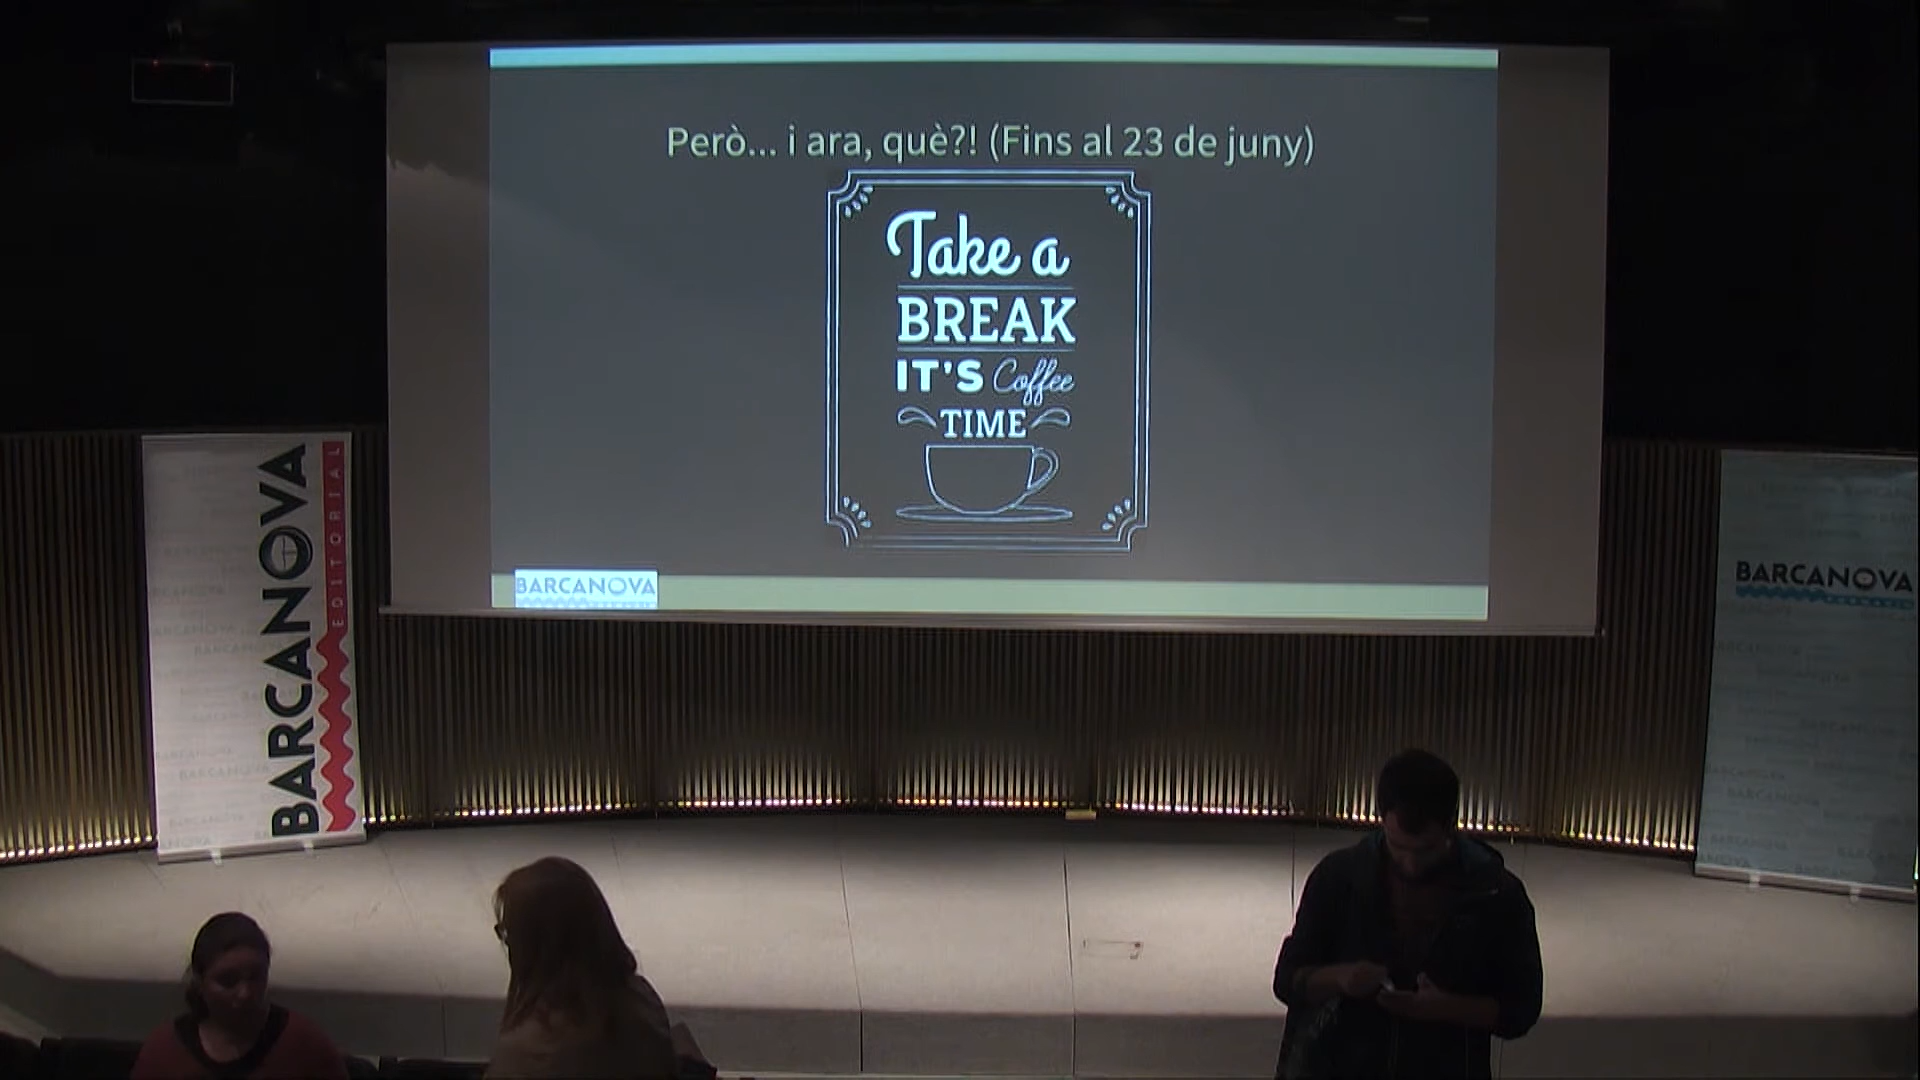 Però... i ara, què?! (Fins al 23 de juny)
Take a
BREAK
IT'S Coffee
TIME
BARCANOVA
BARCANOVA
EDITORIAL
BARCANOVA